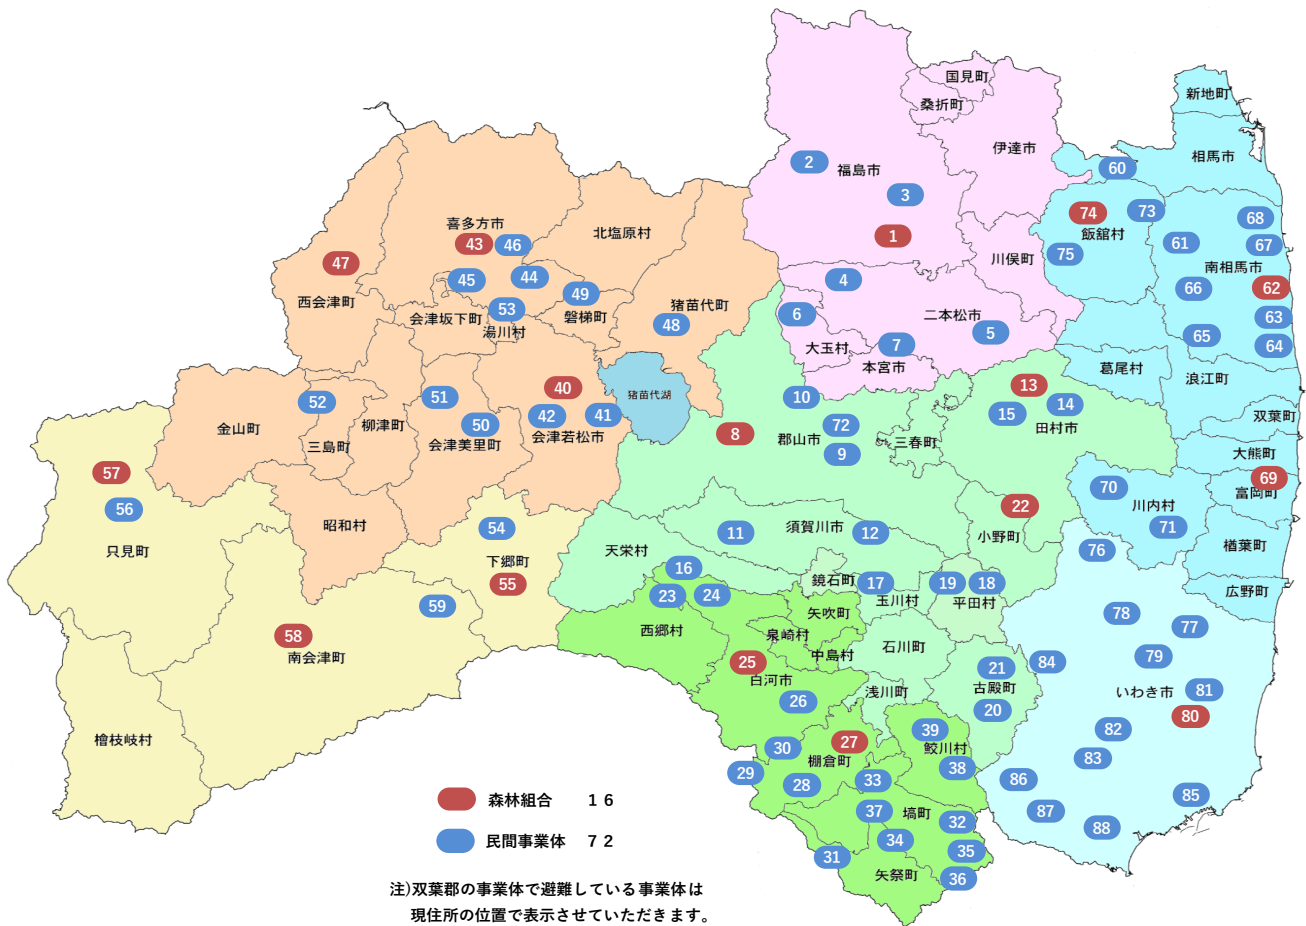 国見町
桑折町
新地町
伊達市
相馬市
2
福島市
60
3
74
73
68
喜多方市
1
飯舘村
61
67
43
46
北塩原村
川俣町
75
南相馬市
47
45
44
4
66
62
西会津町
49
猪苗代町
6
二本松市
63
会津坂下町
53
磐梯町
48
5
湯川村
大玉村
7
65
64
本宮市
葛尾村
浪江町
40
13
52
51
猪苗代湖
10
15
14
双葉町
金山町
柳津町
50
42
41
8
72
田村市
三島町
会津美里町
会津若松市
郡山市
三春町
9
大熊町
57
69
富岡町
56
70
22
川内村
昭和村
54
11
須賀川市
12
小野町
71
只見町
天栄村
76
楢葉町
下郷町
16
55
鏡石町
17
19
18
広野町
23
24
玉川村
平田村
59
矢吹町
78
58
西郷村
泉崎村
77
南会津町
石川町
25
中島村
21
84
79
白河市
古殿町
いわき市
81
浅川町
26
20
80
檜枝岐村
39
82
30
27
鮫川村
棚倉町
83
29
38
28
33
86
森林組合 16
85
37
塙町
32
87
民間事業体 72
34
88
31
35
矢祭町
36
注)双葉郡の事業体で避難している事業体は
現住所の位置で表示させていただきます。